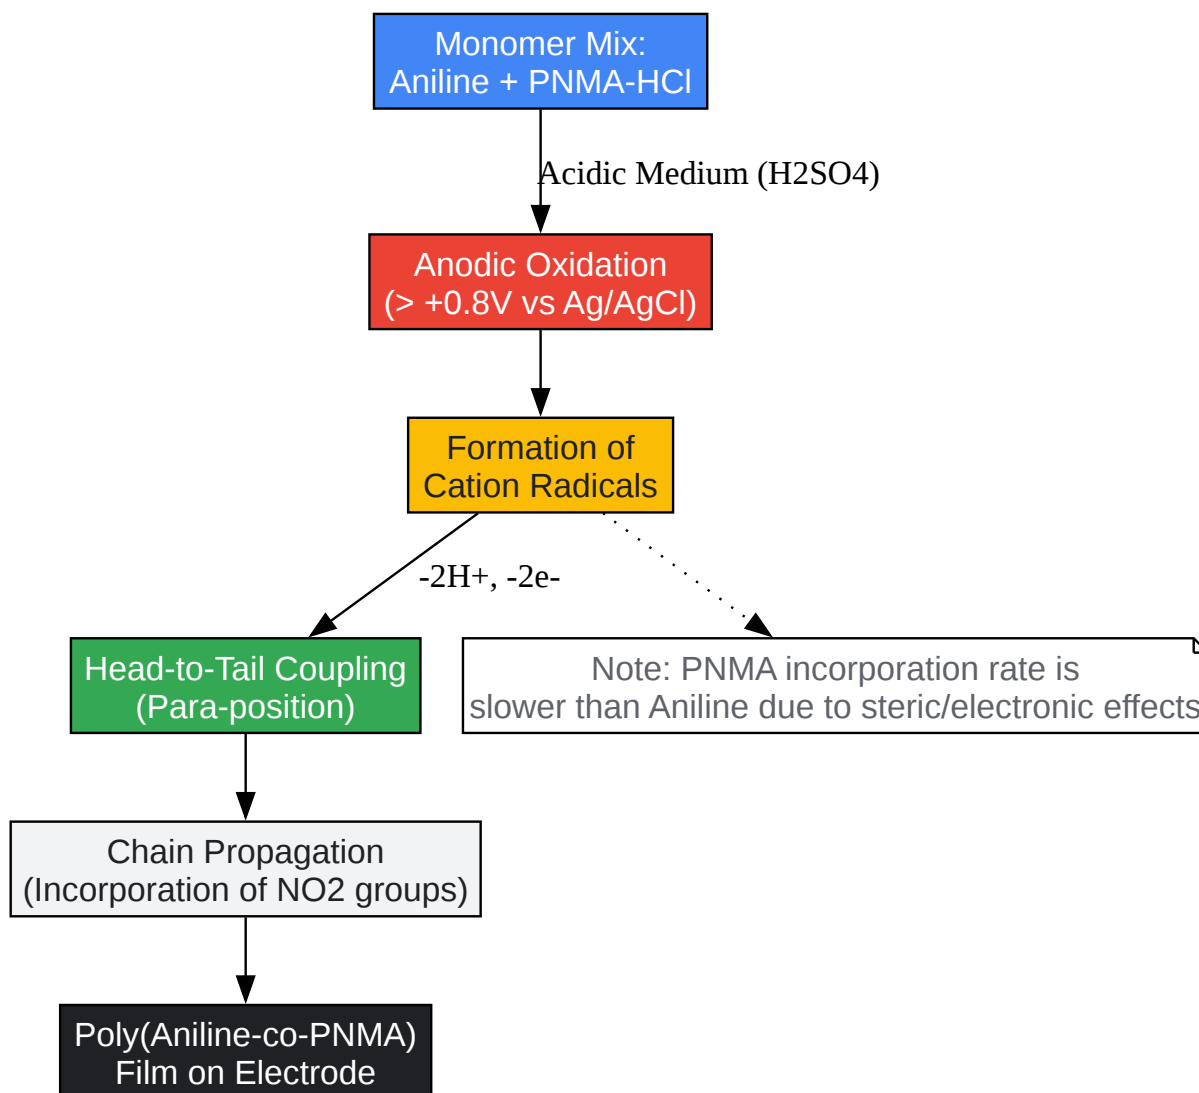 Monomer Mix:
Aniline + PNMA-HCl
Acidic Medium (H2SO4)
Anodic Oxidation
(> +0.8V vs Ag/AgCl)
Formation of
Cation Radicals
-2H+, -2e-
Head-to-Tail Coupling
(Para-position)
Note: PNMA incorporation rate is
slower than Aniline due to steric/electronic effects
Chain Propagation
(Incorporation of NO2 groups)
Poly(Aniline-co-PNMA)
Film on Electrode